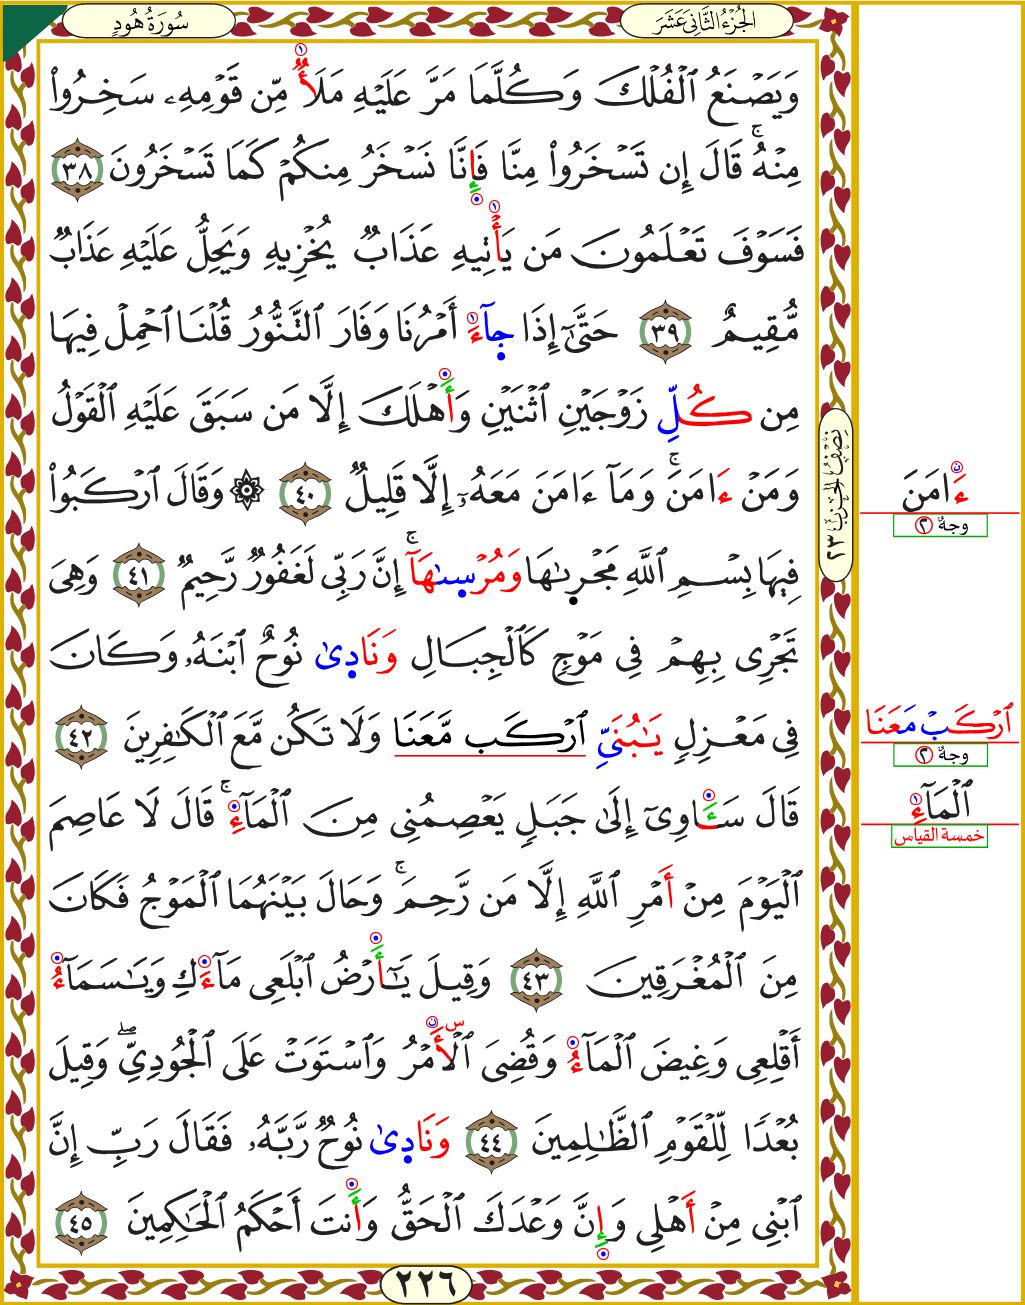 سُورَةُ هُودٍ
الجُزْءُ الثَّانِي عَشَرَ
وَيَصْنَعُ ٱلْفُلْكَ وَكُلَّمَا مَرَّ عَلَيْهِ مَلَأٌ مِّن قَوْمِهِۦ سَخِرُوا۟
مِنْهُ ۚ قَالَ إِن تَسْخَرُوا۟ مِنَّا فَإِنَّا نَسْخَرُ مِنكُمْ كَمَا تَسْخَرُونَ ٣٨
فَسَوْفَ تَعْلَمُونَ مَن يَأْتِيهِ عَذَابٌ يُخْزِيهِ وَيَحِلُّ عَلَيْهِ عَذَابٌ
مُّقِيمٌ ٣٩ حَتَّىٰٓ إِذَا جَآءَ أَمْرُنَا وَفَارَ ٱلتَّنُّورُ قُلْنَا ٱحْمِلْ فِيهَا
مِن كُلِّ زَوْجَيْنِ ٱثْنَيْنِ وَأَهْلَكَ إِلَّا مَن سَبَقَ عَلَيْهِ ٱلْقَوْلُ
وَمَنْ ءَامَنَ ۚ وَمَآ ءَامَنَ مَعَهُۥٓ إِلَّا قَلِيلٌ ٤٠ ۞ وَقَالَ ٱرْكَبُوا۟
فِيهَا بِسْمِ ٱللَّهِ مَجْر۪ىٰهَا وَمُرْسىٰهَآ ۚ إِنَّ رَبِّى لَغَفُورٌ رَّحِيمٌ ٤١ وَهِىَ
تَجْرِى بِهِمْ فِى مَوْجٍ كَٱلْجِبَالِ وَنَادِىٰ نُوحٌ ٱبْنَهُۥ وَكَانَ
فِى مَعْزِلٍ يَٰبُنَىِّ ٱرْكَب مَّعَنَا وَلَا تَكُن مَّعَ ٱلْكَٰفِرِينَ ٤٢
قَالَ سَـَٔاوِىٓ إِلَىٰ جَبَلٍ يَعْصِمُنِى مِنَ ٱلْمَآءِ ۚ قَالَ لَا عَاصِمَ
ٱلْيَوْمَ مِنْ أَمْرِ ٱللَّهِ إِلَّا مَن رَّحِمَ ۚ وَحَالَ بَيْنَهُمَا ٱلْمَوْجُ فَكَانَ
مِنَ ٱلْمُغْرَقِينَ ٤٣ وَقِيلَ يَٰٓأَرْضُ ٱبْلَعِى مَآءَكِ وَيَٰسَمَآءُ
أَقْلِعِى وَغِيضَ ٱلْمَآءُ وَقُضِىَ ٱلْأَمْرُ وَٱسْتَوَتْ عَلَى ٱلْجُودِىِّ ۖ وَقِيلَ
بُعْدًا لِّلْقَوْمِ ٱلظَّٰلِمِينَ ٤٤ وَنَادِىٰ نُوحٌ رَّبَّهُۥ فَقَالَ رَبِّ إِنَّ
ٱبْنِى مِنْ أَهْلِى وَإِنَّ وَعْدَكَ ٱلْحَقُّ وَأَنتَ أَحْكَمُ ٱلْحَٰكِمِينَ ٤٥
٢٢٦
نِصْفُ الحِزْبِ ٢٣
ءَامَنَ
وجهٌ ٢
ٱرْكَبْ مَعَنَا
وجهٌ ٢
ٱلْمَآءِ
خمسة القياس